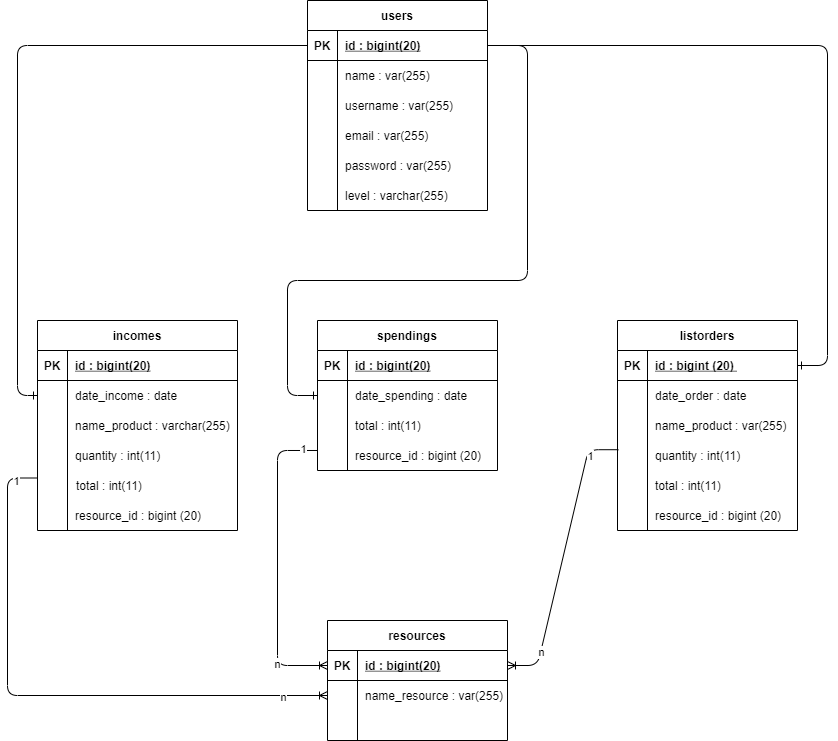 users
PK id : bigint(20)
name : var(255)
username : var(255)
email : var(255)
password : var(255)
level : varchar(255)
incomes
PK id : bigint(20)
date_income : date
name_product : varchar(255)
quantity : int(11)
total : int(11)
resource_id : bigint (20)
spendings
PK id : bigint(20)
date_spending : date
total : int(11)
resource_id : bigint (20)
listorders
PK id : bigint (20)
date_order : date
name_product : var(255)
quantity : int(11)
total : int(11)
resource_id : bigint (20)
1
1
1
n
n
n
resources
PK id : bigint(20)
name_resource : var(255)